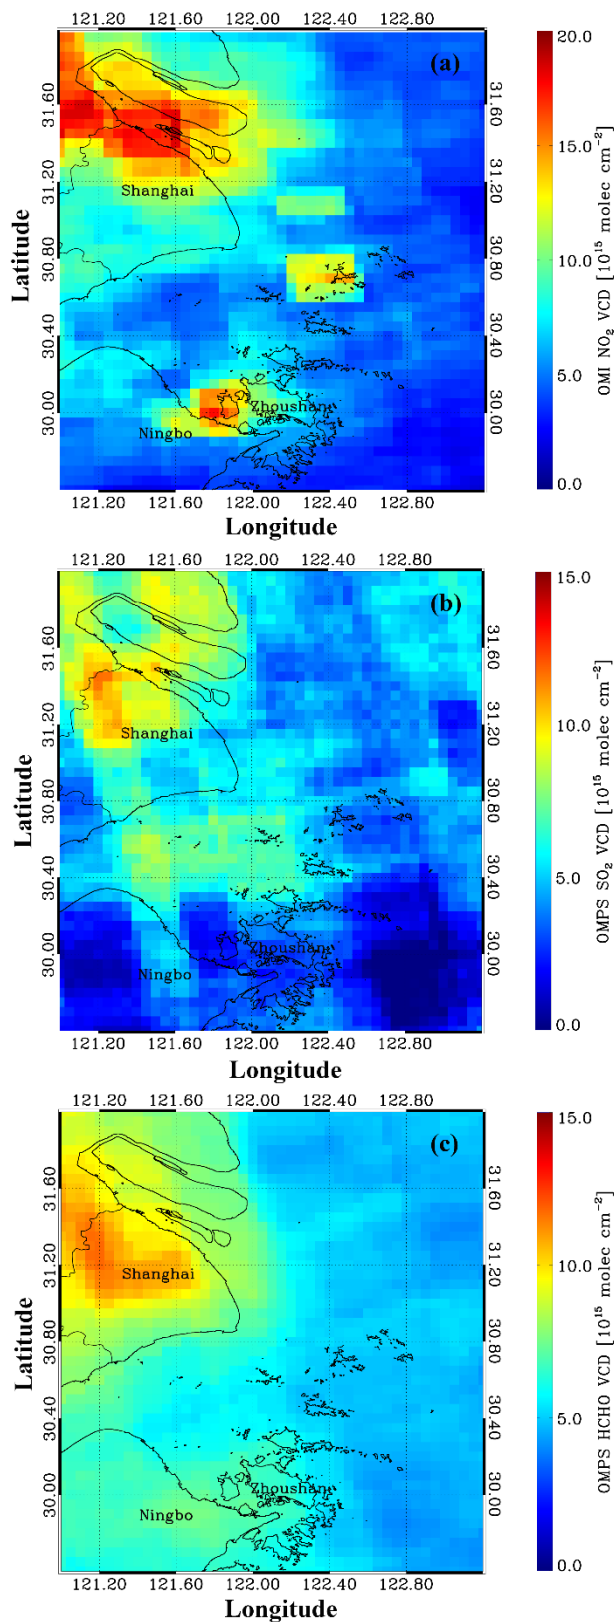 121.20 121.60 122.00 122.40 122.80
(a)
31.60 31.20 30.80 30.40 30.00
Latitude
31.60 31.20 30.80 30.40 30.00
Shanghai
Zhoushan
Ningbo
121.20 121.60 122.00 122.40 122.80
Longitude
20.0
15.0
10.0
5.0
0.0
OMI NO₂ VCD [10¹⁵ molec cm⁻²]
121.20 121.60 122.00 122.40 122.80
(b)
31.60 31.20 30.80 30.40 30.00
Latitude
31.60 31.20 30.80 30.40 30.00
Shanghai
Zhoushan
Ningbo
121.20 121.60 122.00 122.40 122.80
Longitude
15.0
10.0
5.0
0.0
OMPS SO₂ VCD [10¹⁵ molec cm⁻²]
121.20 121.60 122.00 122.40 122.80
(c)
31.60 31.20 30.80 30.40 30.00
Latitude
31.60 31.20 30.80 30.40 30.00
Shanghai
Zhoushan
Ningbo
121.20 121.60 122.00 122.40 122.80
Longitude
15.0
10.0
5.0
0.0
OMPS HCHO VCD [10¹⁵ molec cm⁻²]